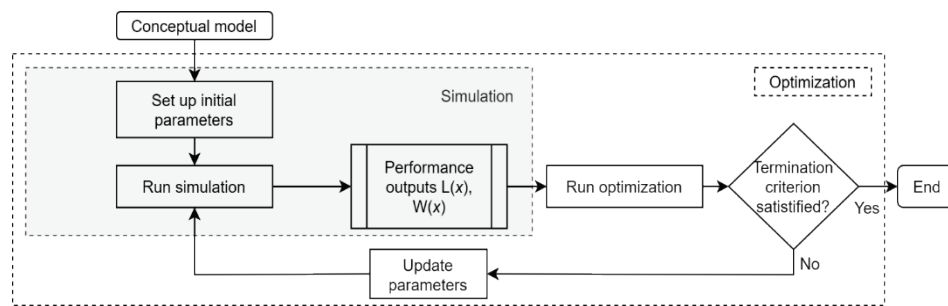 Conceptual model
Optimization
Simulation
Set up initial
parameters
Run simulation
Performance
outputs L(x),
W(x)
Run optimization
Termination
criterion
satistified?
Yes
End
No
Update
parameters